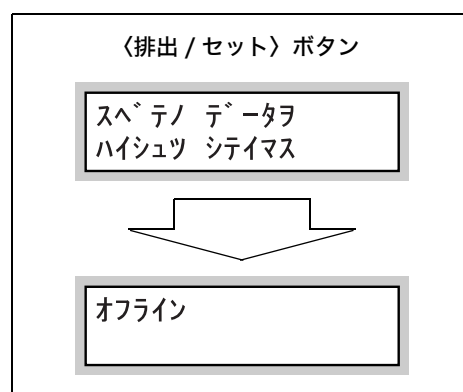 〈排出 / セット〉ボタン
スベテノ データヲ
ハイシュツ シテイマス
オフライン